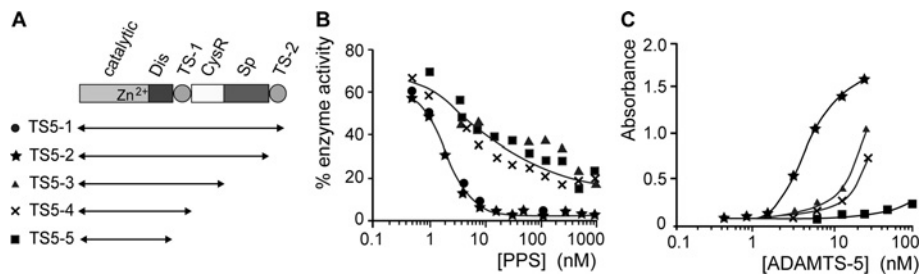 A
catalytic
Dis
TS-1
CysR
Sp
TS-2
Zn2+
TS5-1
TS5-2
TS5-3
TS5-4
TS5-5
B
% enzyme activity
80
60
40
20
0
0.1 1 10 100 1000
[PPS] (nM)
C
Absorbance
2.0
1.5
1.0
0.5
0
0.1 1 10 100
[ADAMTS-5] (nM)